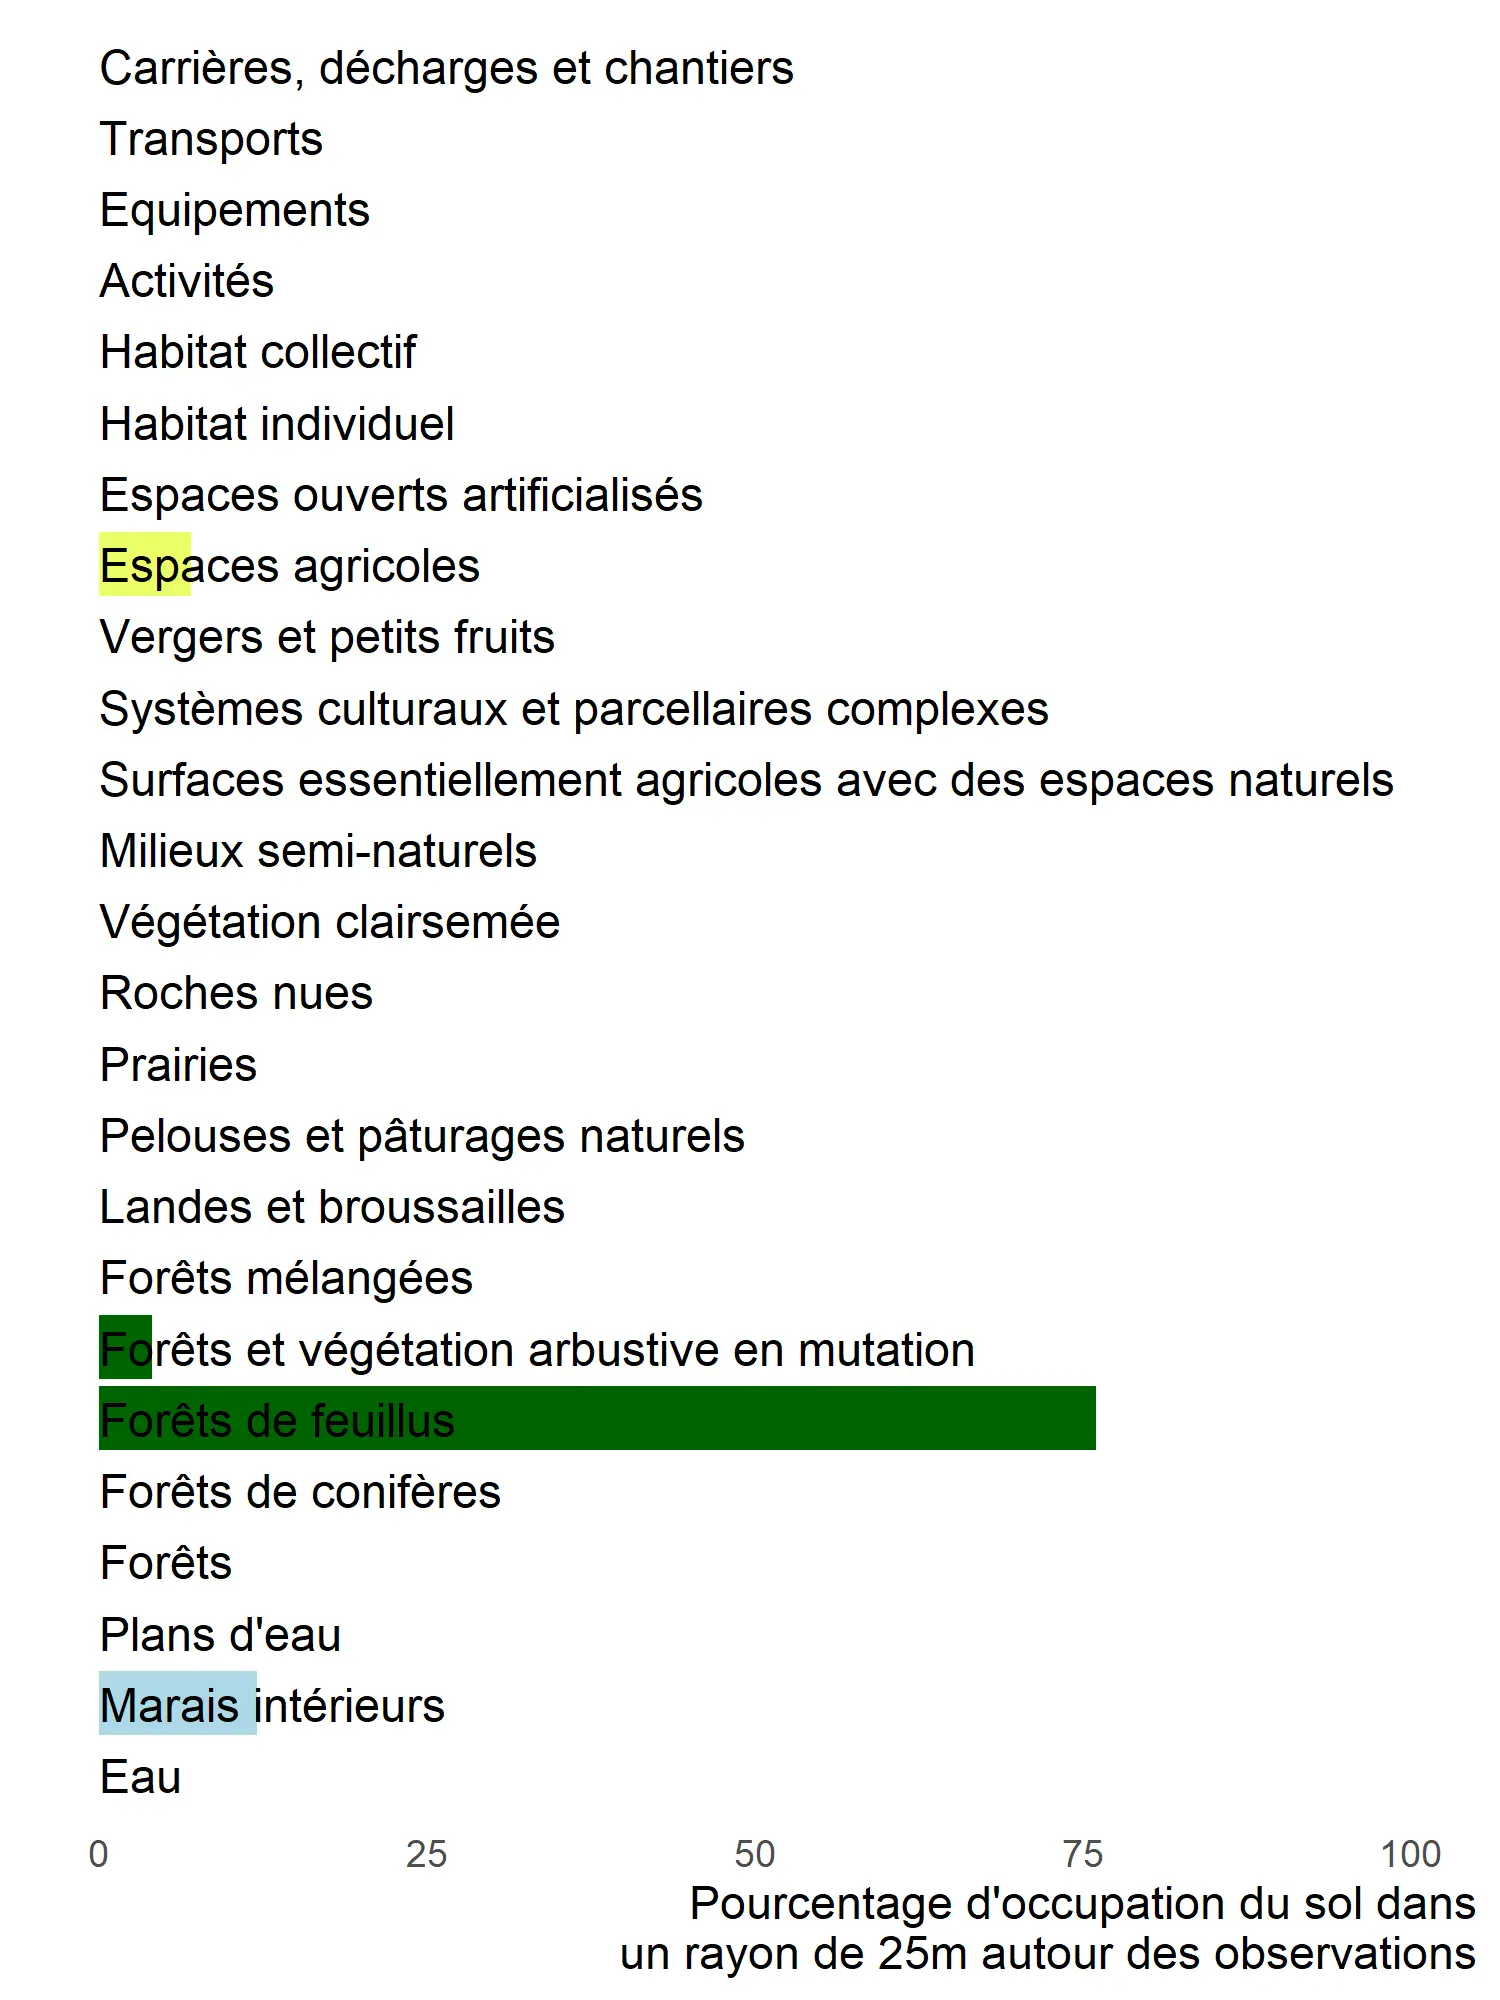 Carrières, décharges et chantiers
Transports
Equipements
Activités
Habitat collectif
Habitat individuel
Espaces ouverts artificialisés
Espaces agricoles
Vergers et petits fruits
Systèmes culturaux et parcellaires complexes
Surfaces essentiellement agricoles avec des espaces naturels
Milieux semi-naturels
Végétation clairsemée
Roches nues
Prairies
Pelouses et pâturages naturels
Landes et broussailles
Forêts mélangées
Forêts et végétation arbustive en mutation
Forêts de feuillus
Forêts de conifères
Forêts
Plans d'eau
Marais intérieurs
Eau
0 25 50 75 100
Pourcentage d'occupation du sol dans
un rayon de 25m autour des observations